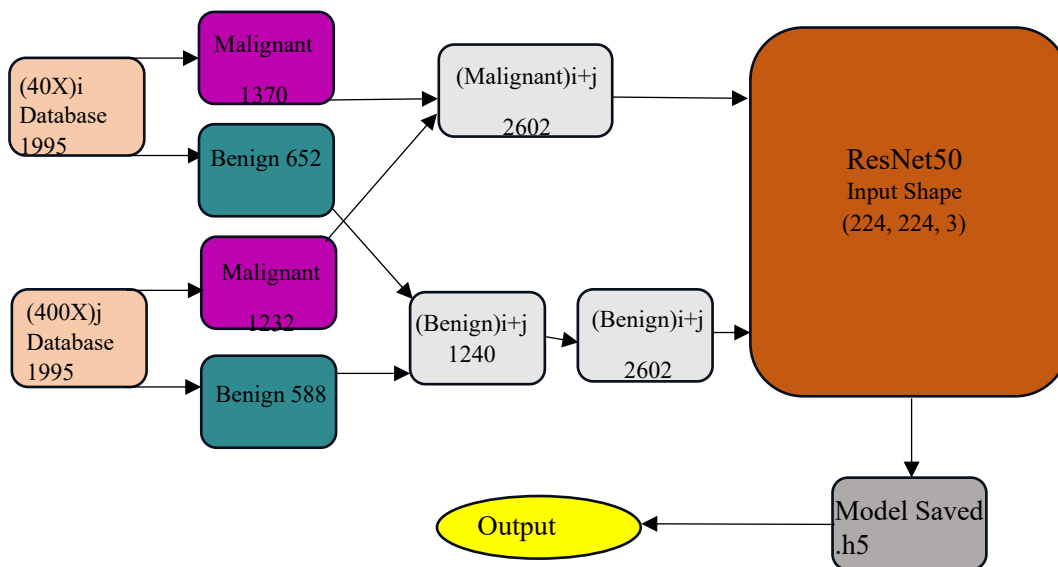 (40X)i
Database
1995
Malignant
1370
Benign 652
(400X)j
Database
1995
Malignant
1232
Benign 588
(Malignant)i+j
2602
(Benign)i+j
1240
(Benign)i+j
2602
ResNet50
Input Shape
(224, 224, 3)
Model Saved
.h5
Output